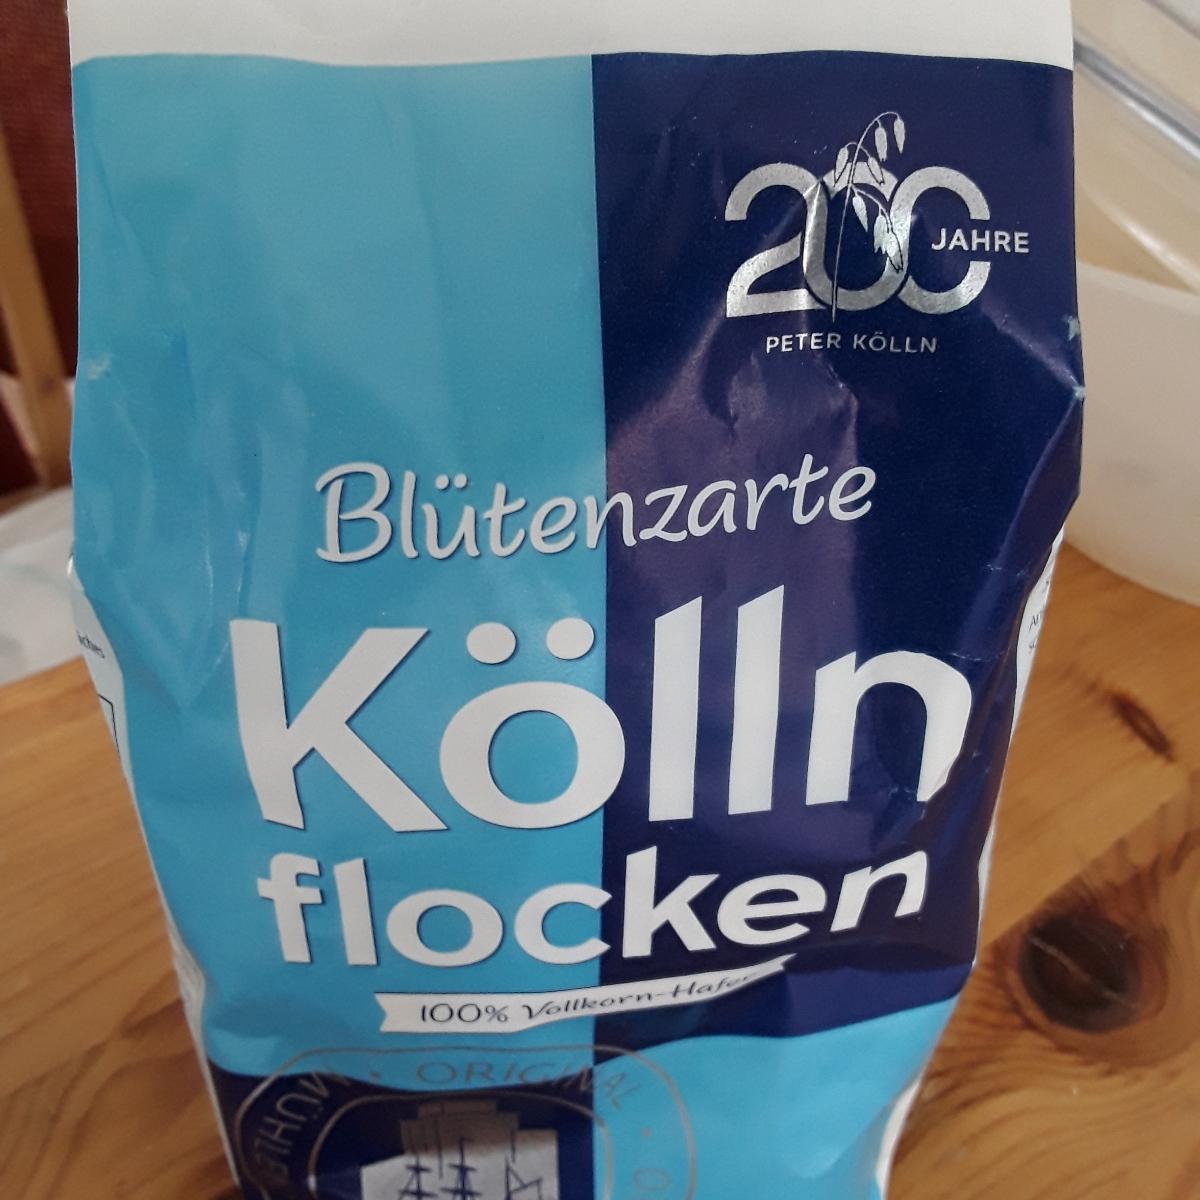 200 JAHRE
PETER KÖLLN
Blütenzarte
Kölln
flocken
100% Vollkorn-Hafer
ORIGINAL